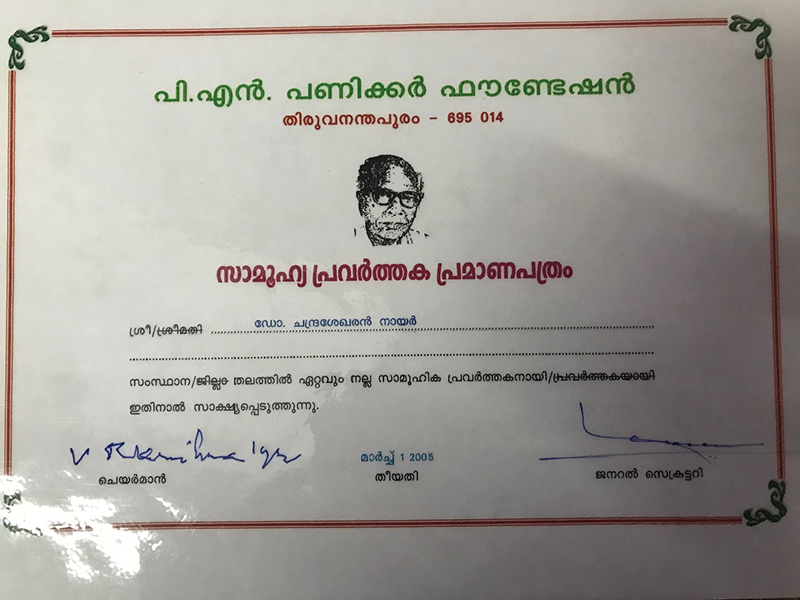 പി.എൻ. പണിക്കർ ഫൗണ്ടേഷൻ
തിരുവനന്തപുരം – 695 014
സാമൂഹ്യ പ്രവർത്തക പ്രമാണപത്രം
ശ്രീ/ശ്രീമതി ഡോ. ചന്ദ്രശേഖരൻ നായർ
സംസ്ഥാന/ജില്ലാ തലത്തിൽ ഏറ്റവും നല്ല സാമൂഹിക പ്രവർത്തകനായി/പ്രവർത്തകയായി
ഇതിനാൽ സാക്ഷ്യപ്പെടുത്തുന്നു.
മാർച്ച് 1 2005
ചെയർമാൻ തീയതി ജനറൽ സെക്രട്ടറി